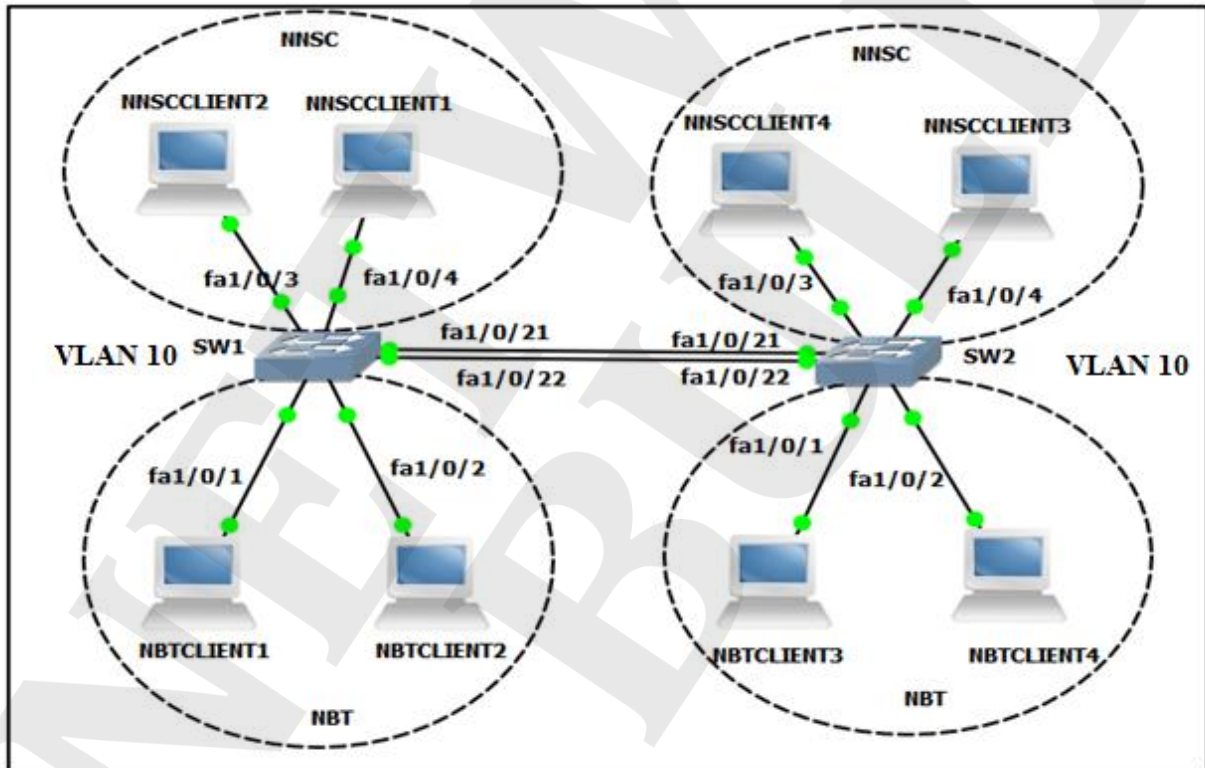 NNSC
NNSC
NNSCCLIENT2
NNSCCLIENT1
NNSCCLIENT4
NNSCCLIENT3
fa1/0/3
fa1/0/4
fa1/0/3
fa1/0/4
VLAN 10
SW1
fa1/0/21
fa1/0/21
SW2
VLAN 10
fa1/0/22
fa1/0/22
fa1/0/1
fa1/0/2
fa1/0/1
fa1/0/2
NBTCLIENT1
NBTCLIENT2
NBTCLIENT3
NBTCLIENT4
NBT
NBT